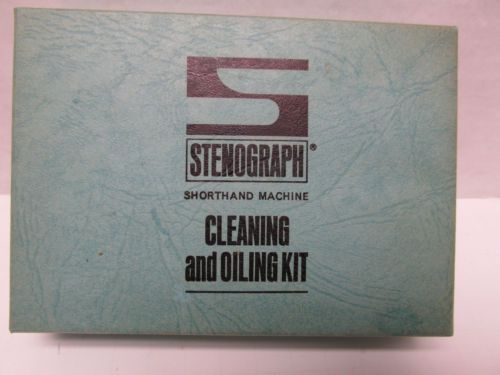 STENOGRAPH®
SHORTHAND MACHINE
CLEANING
and OILING KIT